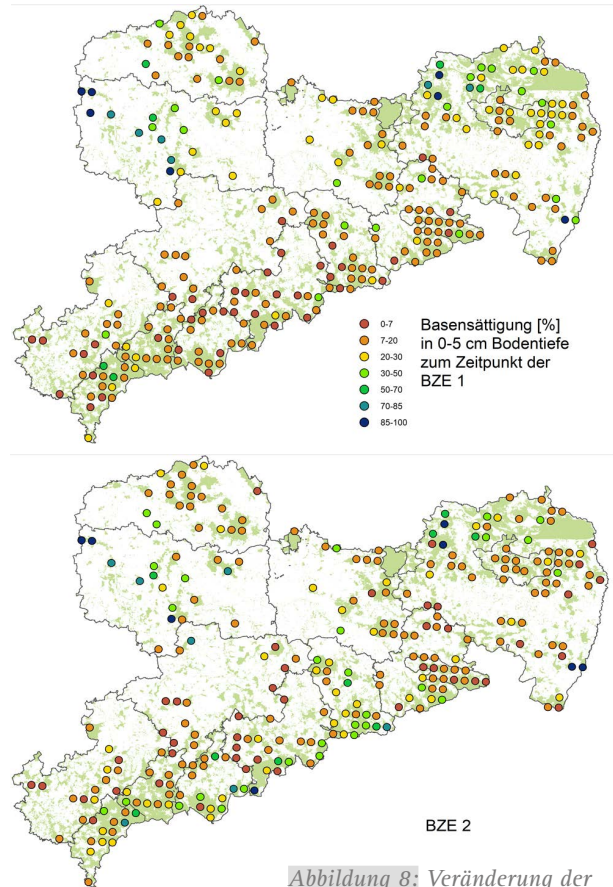 0-7
7-20
20-30
30-50
50-70
70-85
85-100
Basensättigung [%]
in 0-5 cm Bodentiefe
zum Zeitpunkt der
BZE 1
BZE 2
Abbildung 8: Veränderung der